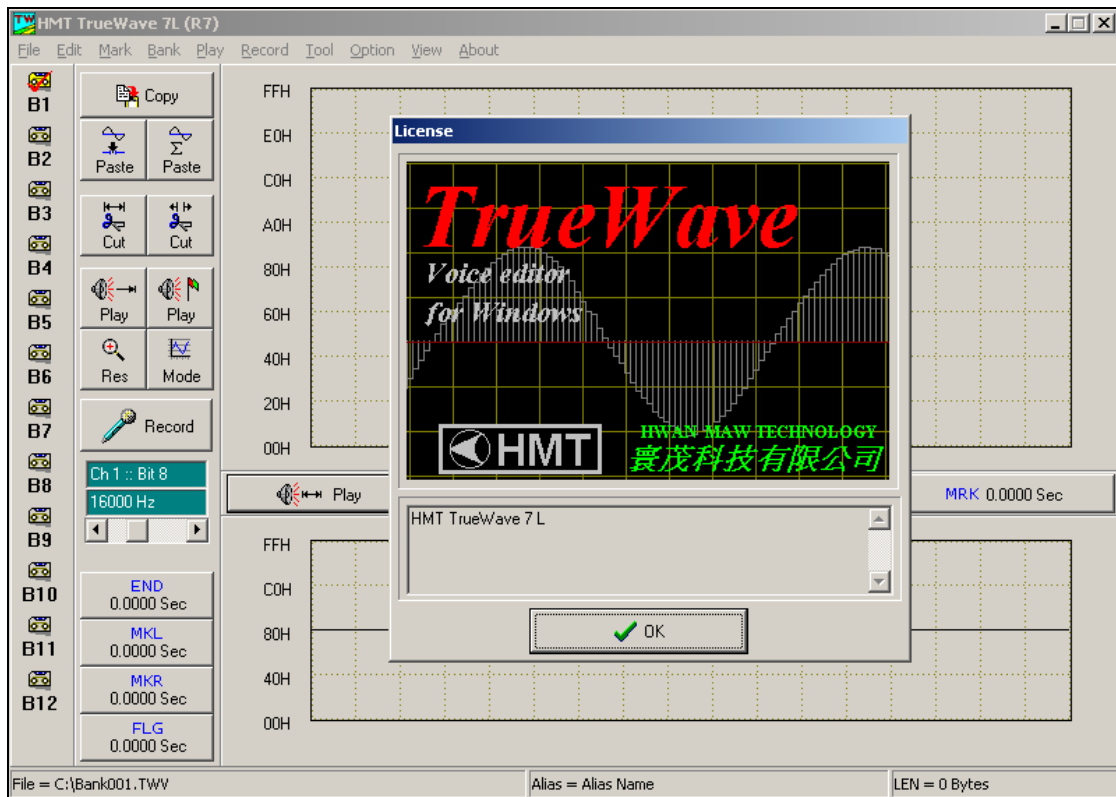 TW HMT TrueWave 7L (R7)
File Edit Mark Bank Play Record Tool Option View About
B1
B2
B3
B4
B5
B6
B7
B8
B9
B10
B11
B12
Copy
Paste Paste
Cut Cut
Play Play
Res Mode
Record
Ch 1 :: Bit 8
16000 Hz
END
0.0000 Sec
MKL
0.0000 Sec
MKR
0.0000 Sec
FLG
0.0000 Sec
FFH
E0H
C0H
A0H
80H
60H
40H
20H
00H
Play
MRK 0.0000 Sec
FFH
C0H
80H
40H
00H
License
TrueWave
Voice editor
for Windows
HMT
HWAN MAW TECHNOLOGY
寰茂科技有限公司
HMT TrueWave 7 L
OK
File = C:\Bank001.TWV
Alias = Alias Name
LEN = 0 Bytes